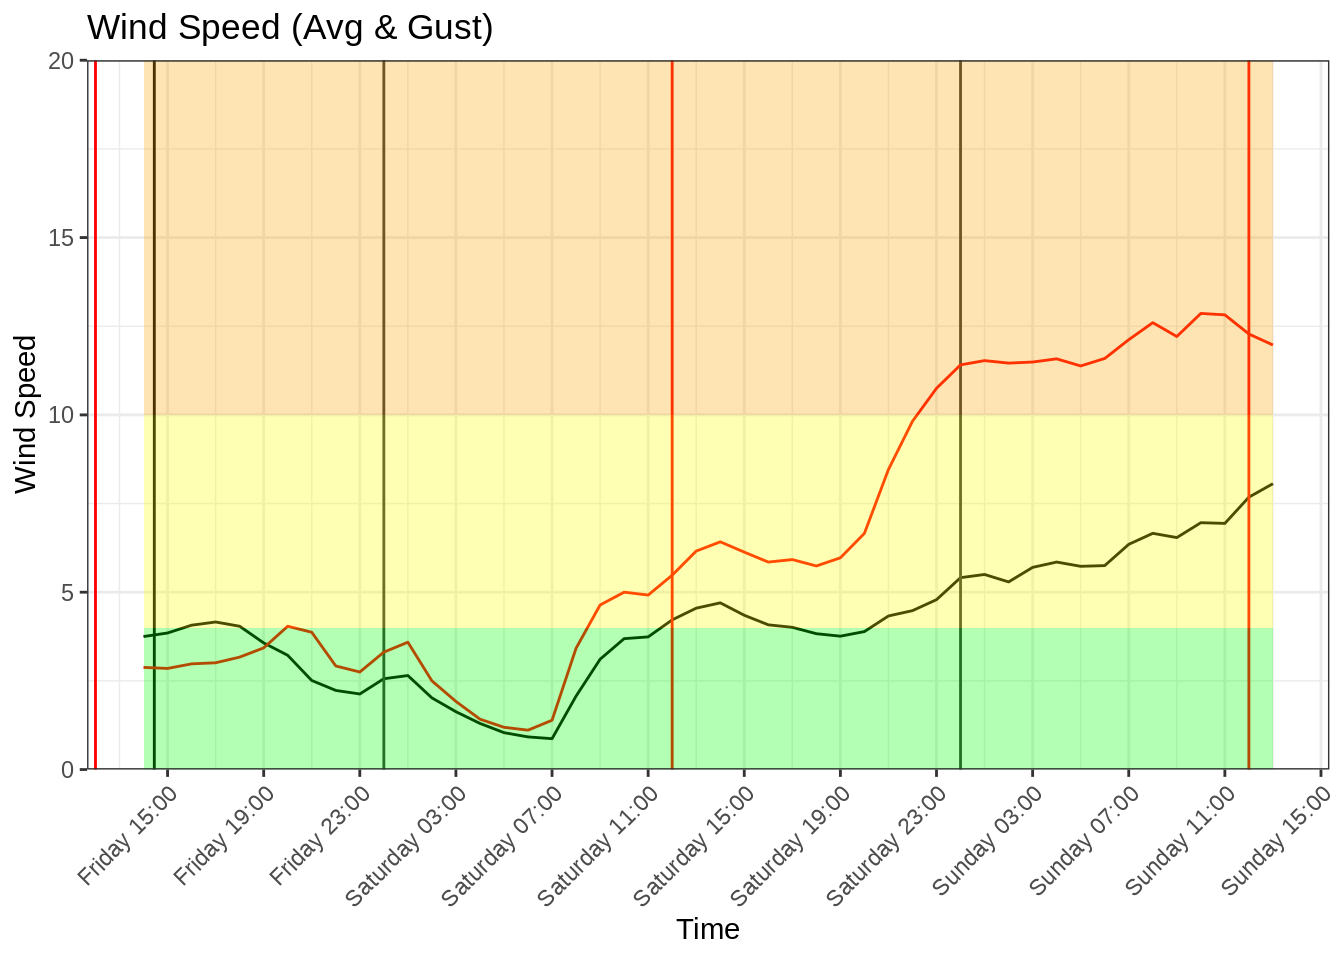 Wind Speed (Avg & Gust)
20
15
10
5
0
Wind Speed
Friday 15:00
Friday 19:00
Friday 23:00
Saturday 03:00
Saturday 07:00
Saturday 11:00
Saturday 15:00
Saturday 19:00
Saturday 23:00
Sunday 03:00
Sunday 07:00
Sunday 11:00
Sunday 15:00
Time